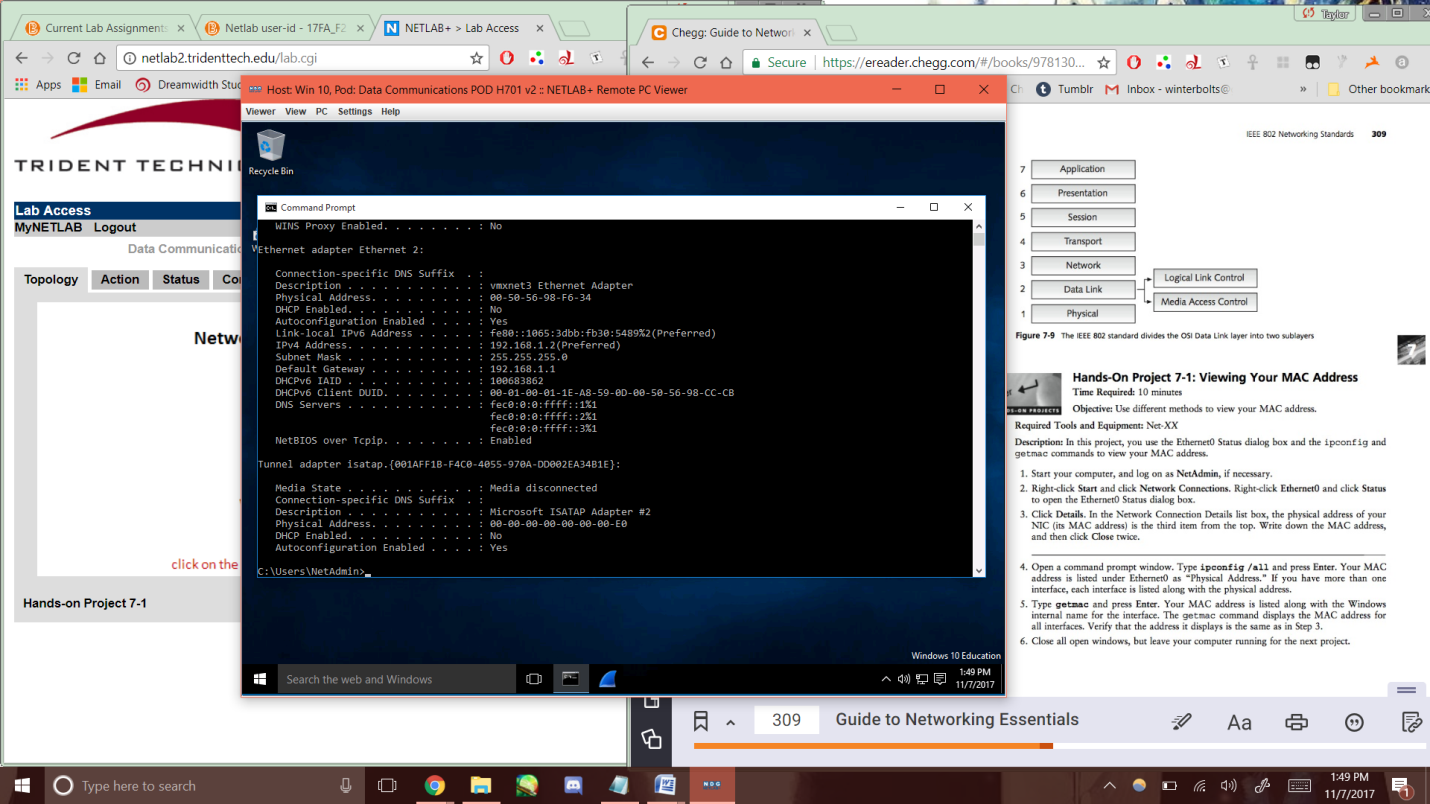 Current Lab Assignments
Netlab user-id - 17FA_F2
NETLAB+ > Lab Access
netlab2.tridenttech.edu/lab.cgi
Apps
Email
Dreamwidth Stud
Taylor
Chegg: Guide to Network
Secure
https://ereader.chegg.com/#/books/978130
Tumblr
Inbox - winterbolts@
»
Other bookmark
TRIDENT TECHNI
Lab Access
MyNETLAB Logout
Data Communicatio
Topology
Action
Status
Co
Netw
click on the
Hands-on Project 7-1
Host: Win 10, Pod: Data Communications POD H701 v2 :: NETLAB+ Remote PC Viewer
Viewer View PC Settings Help
Recycle Bin
Command Prompt
WINS Proxy Enabled. . . . . . . . : No
Ethernet adapter Ethernet 2:
Connection-specific DNS Suffix . :
Description . . . . . . . . . . . : vmxnet3 Ethernet Adapter
Physical Address. . . . . . . . . : 00-50-56-98-F6-34
DHCP Enabled. . . . . . . . . . . : No
Autoconfiguration Enabled . . . . : Yes
Link-local IPv6 Address . . . . . : fe80::1065:3dbb:fb30:5489%2(Preferred)
IPv4 Address. . . . . . . . . . . : 192.168.1.2(Preferred)
Subnet Mask . . . . . . . . . . . : 255.255.255.0
Default Gateway . . . . . . . . . : 192.168.1.1
DHCPv6 IAID . . . . . . . . . . . : 100683862
DHCPv6 Client DUID. . . . . . . . : 00-01-00-01-1E-A8-59-0D-00-50-56-98-CC-CB
DNS Servers . . . . . . . . . . . : fec0:0:0:ffff::1%1
fec0:0:0:ffff::2%1
fec0:0:0:ffff::3%1
NetBIOS over Tcpip. . . . . . . . : Enabled
Tunnel adapter isatap.{001AFF1B-F4C0-4055-970A-DD002EA34B1E}:
Media State . . . . . . . . . . . : Media disconnected
Connection-specific DNS Suffix . :
Description . . . . . . . . . . . : Microsoft ISATAP Adapter #2
Physical Address. . . . . . . . . : 00-00-00-00-00-00-00-E0
DHCP Enabled. . . . . . . . . . . : No
Autoconfiguration Enabled . . . . : Yes
C:\Users\NetAdmin>_
Windows 10 Education
Search the web and Windows
1:49 PM
11/7/2017
IEEE 802 Networking Standards 309
7 Application
6 Presentation
5 Session
4 Transport
3 Network
Logical Link Control
2 Data Link
Media Access Control
1 Physical
Figure 7-9 The IEEE 802 standard divides the OSI Data Link layer into two sublayers
7
Hands-On Project 7-1: Viewing Your MAC Address
Time Required: 10 minutes
Objective: Use different methods to view your MAC address.
Required Tools and Equipment: Net-XX
Description: In this project, you use the Ethernet0 Status dialog box and the ipconfig and
getmac commands to view your MAC address.
1. Start your computer, and log on as NetAdmin, if necessary.
2. Right-click Start and click Network Connections. Right-click Ethernet0 and click Status
to open the Ethernet0 Status dialog box.
3. Click Details. In the Network Connection Details list box, the physical address of your
NIC (its MAC address) is the third item from the top. Write down the MAC address,
and then click Close twice.
4. Open a command prompt window. Type ipconfig /all and press Enter. Your MAC
address is listed under Ethernet0 as “Physical Address.” If you have more than one
interface, each interface is listed along with the physical address.
5. Type getmac and press Enter. Your MAC address is listed along with the Windows
internal name for the interface. The getmac command displays the MAC address for
all interfaces. Verify that the address it displays is the same as in Step 3.
6. Close all open windows, but leave your computer running for the next project.
309
Guide to Networking Essentials
Aa
Type here to search
NDG
1:49 PM
11/7/2017
1